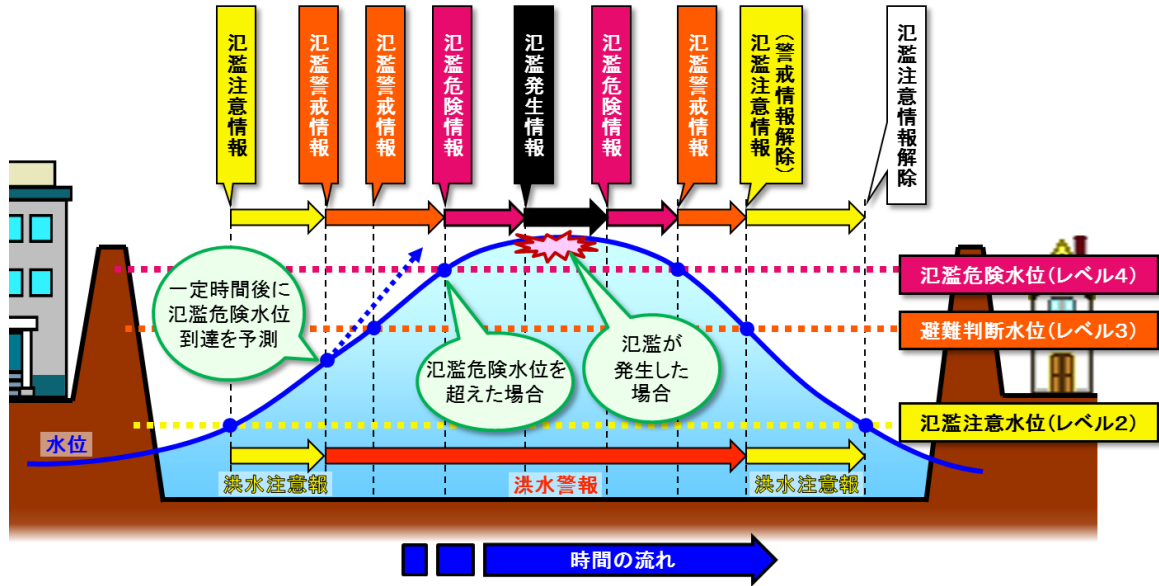 氾濫注意情報
氾濫警戒情報
氾濫警戒情報
氾濫危険情報
氾濫発生情報
氾濫危険情報
氾濫警戒情報
氾濫注意情報
（警戒情報解除）
氾濫注意情報解除
一定時間後に
氾濫危険水位
到達を予測
氾濫危険水位を
超えた場合
氾濫が
発生した
場合
氾濫危険水位(レベル4)
避難判断水位(レベル3)
氾濫注意水位(レベル2)
水位
洪水注意報
洪水警報
洪水注意報
時間の流れ